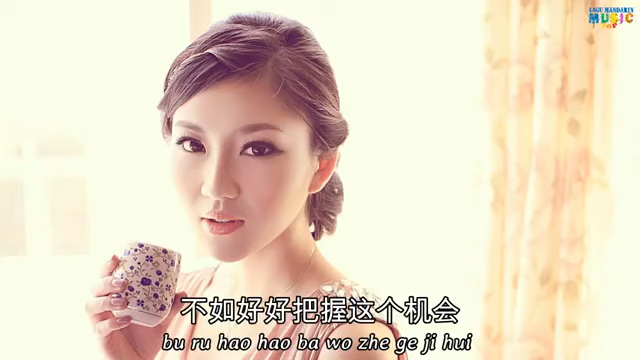 LAGU MANDARIN
MUSIC
不如好好把握这个机会
bu ru hao hao ba wo zhe ge ji hui